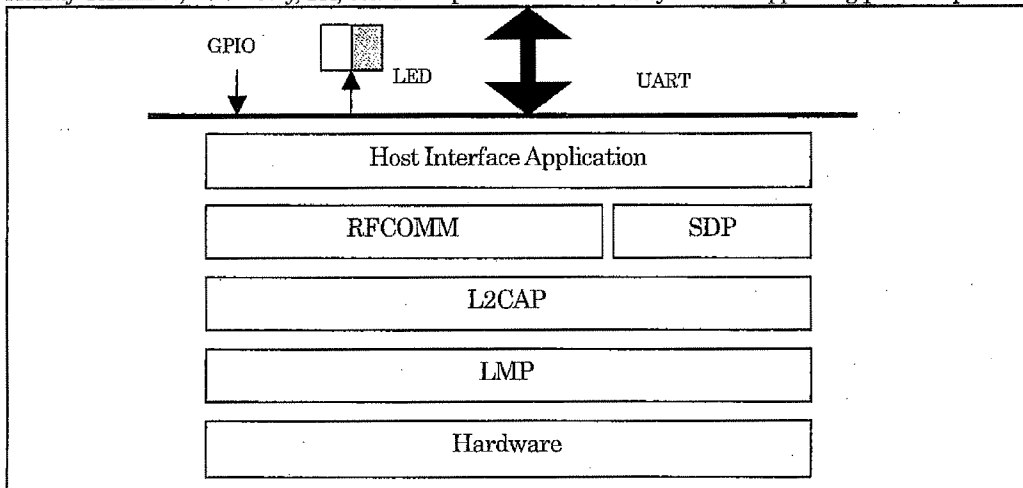 GPIO
LED
UART
Host Interface Application
RFCOMM SDP
L2CAP
LMP
Hardware